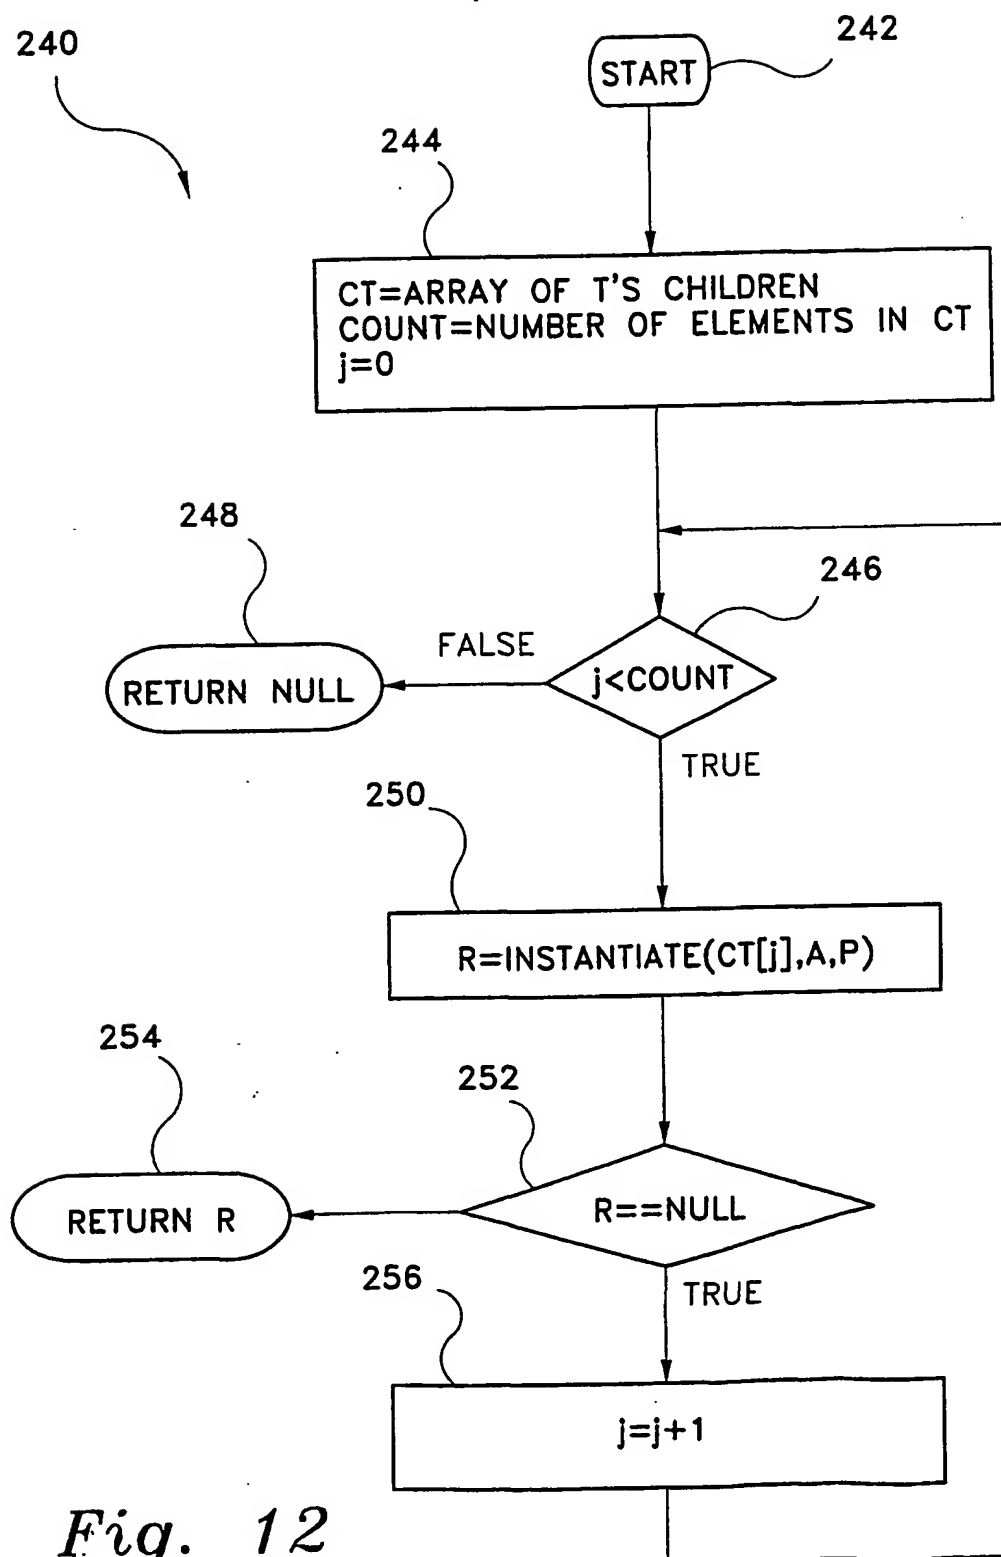 240
242
START
244
CT=ARRAY OF T'S CHILDREN
COUNT=NUMBER OF ELEMENTS IN CT
j=0
248
246
FALSE
RETURN NULL
j<COUNT
TRUE
250
R=INSTANTIATE(CT[j],A,P)
254
252
RETURN R
R==NULL
256
TRUE
j=j+1
Fig. 12